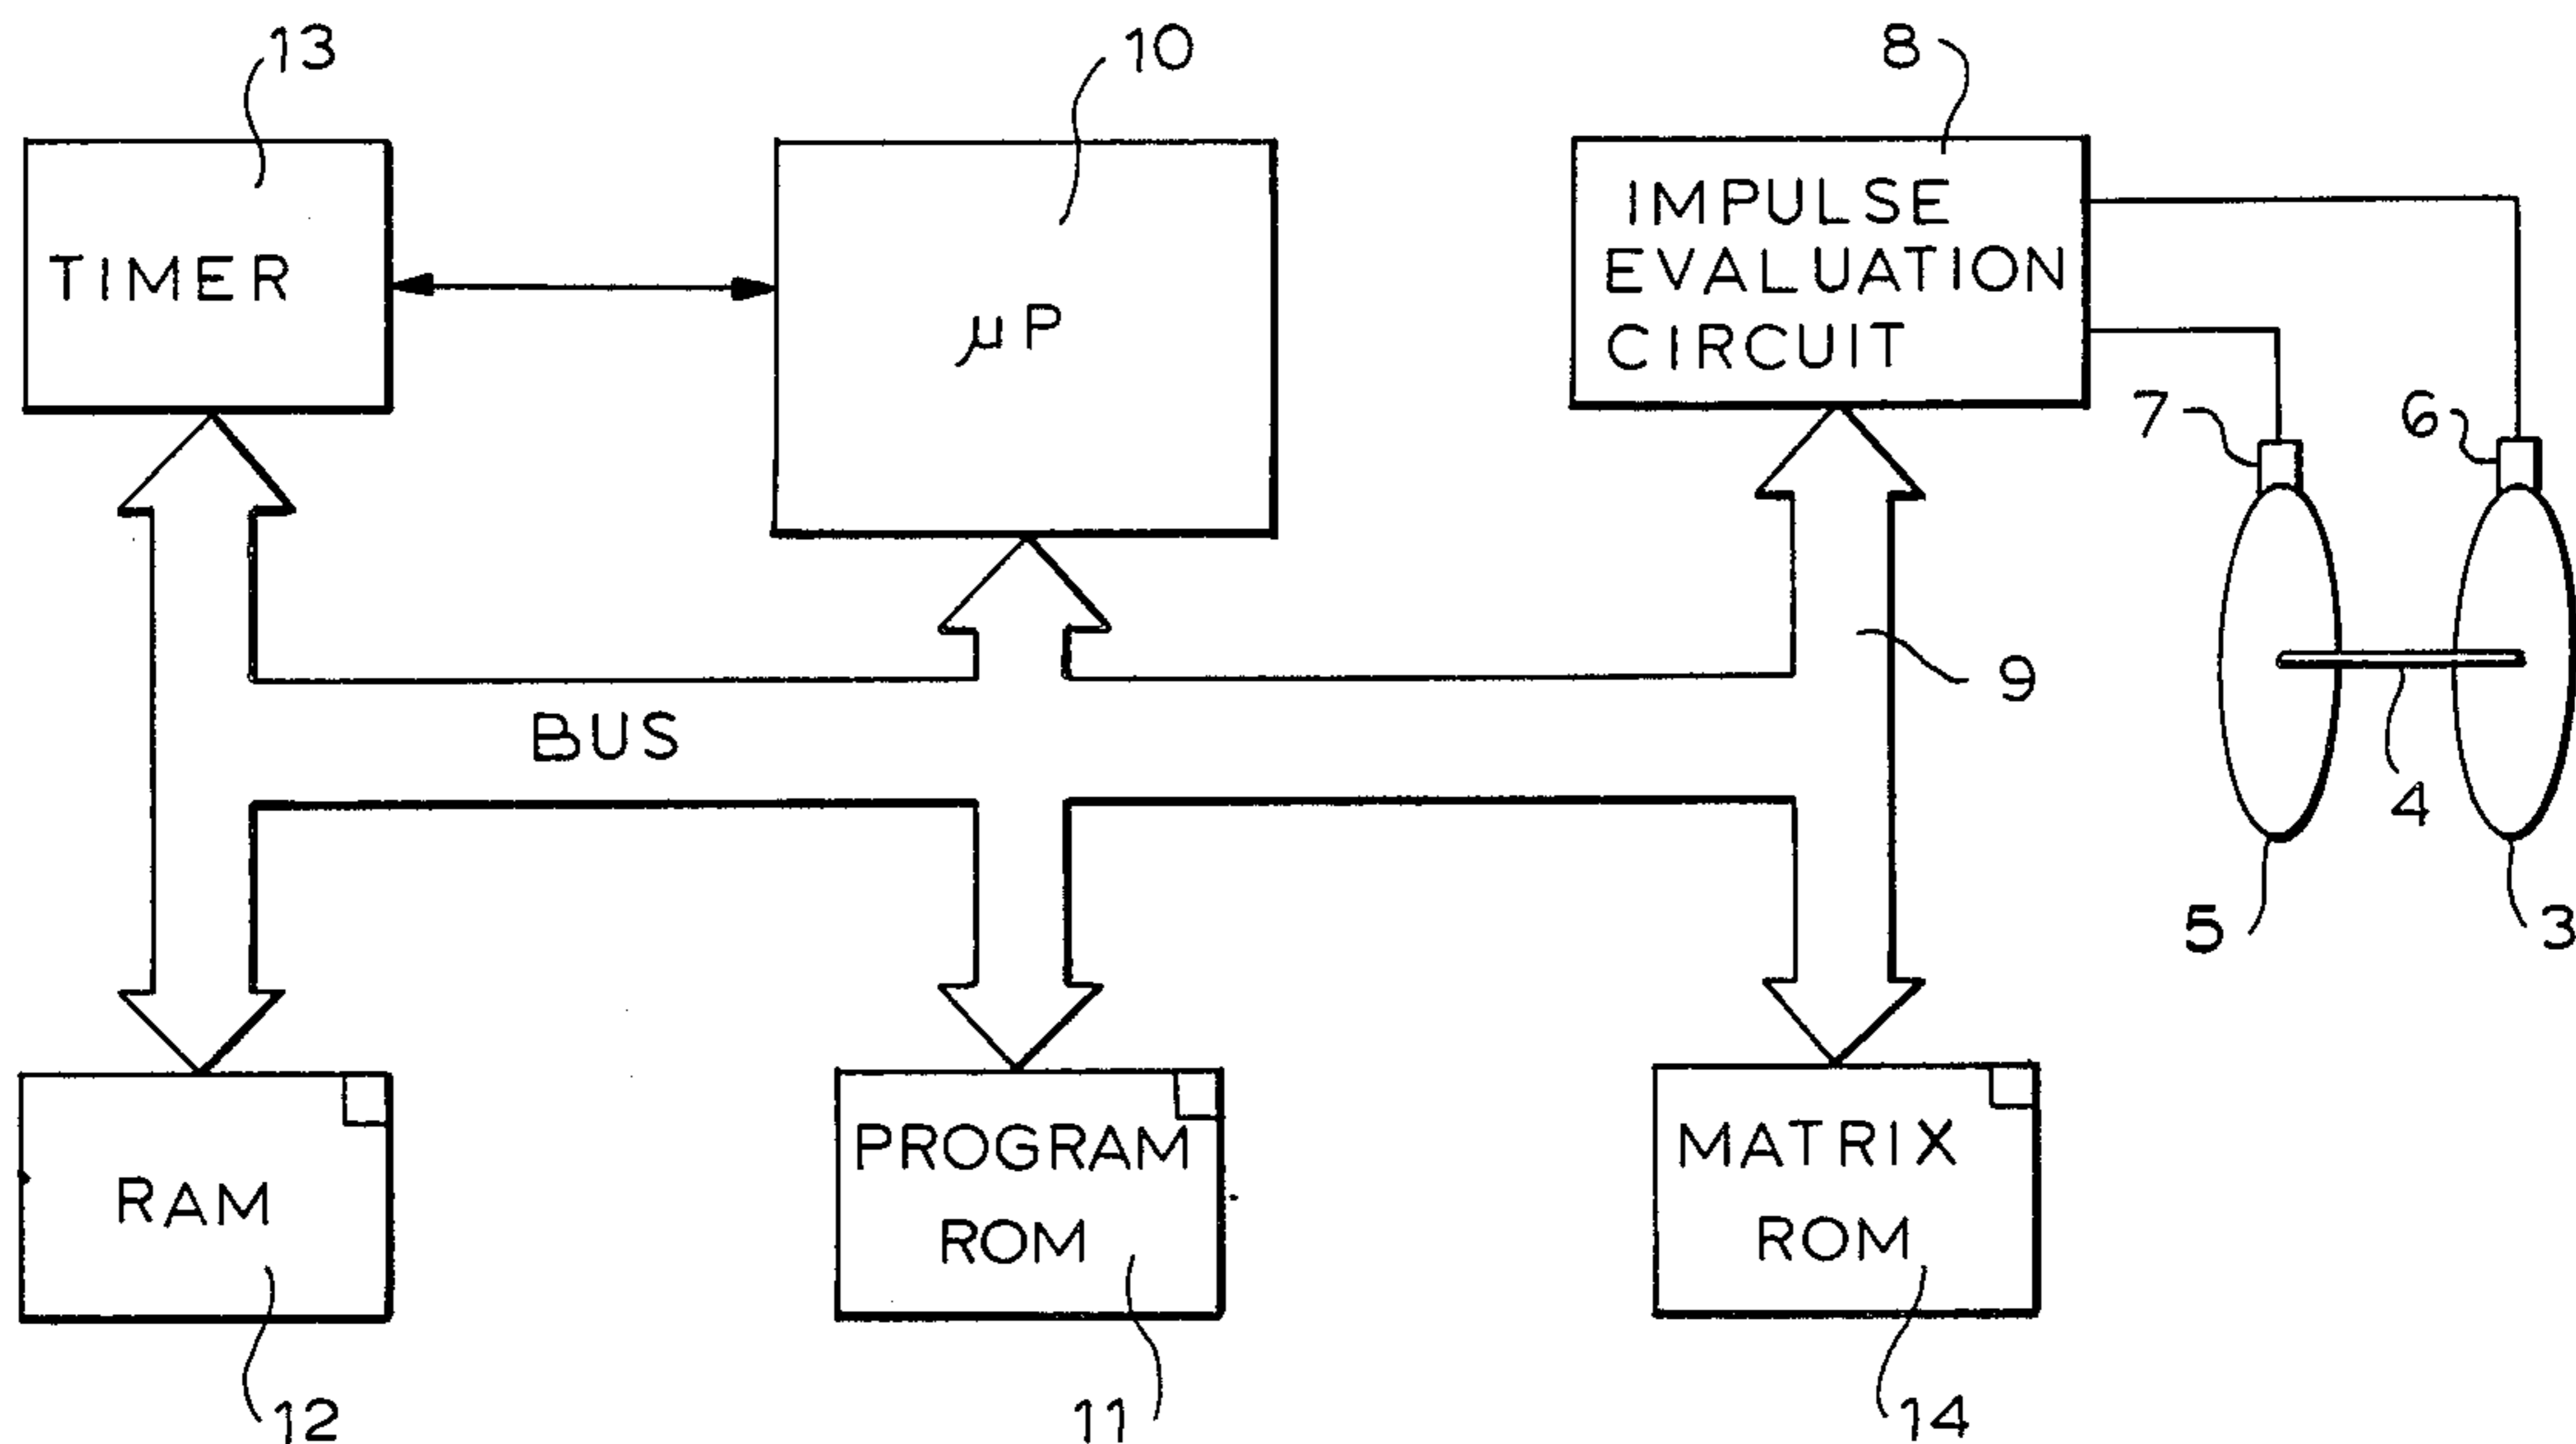 13
10
8
TIMER
µP
IMPULSE
EVALUATION
CIRCUIT
7
6
9
BUS
4
5
3
RAM
PROGRAM
ROM
MATRIX
ROM
12
11
14